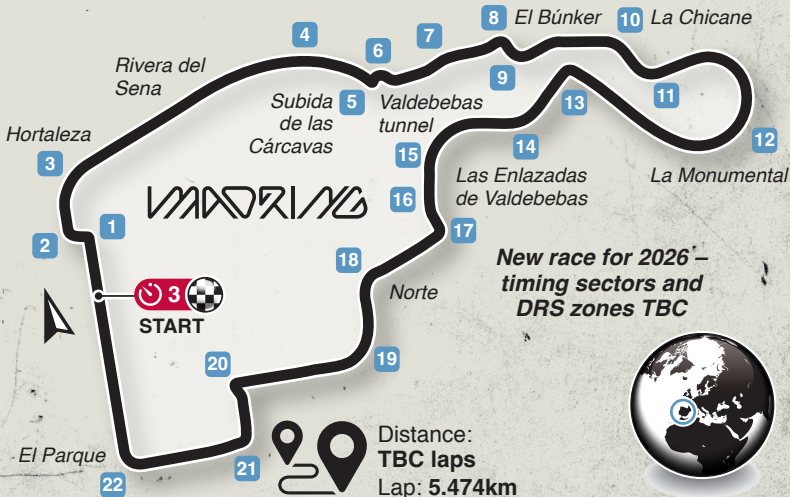 8
El Búnker
10
La Chicane
4
6
7
Rivera del
Sena
5
Subida
de las
Cárcavas
Valdebebas
tunnel
9
13
11
12
Hortaleza
3
15
14
La Monumental
Las Enlazadas
de Valdebebas
MADRING
16
1
2
17
18
New race for 2026 –
timing sectors and
DRS zones TBC
3
START
Norte
20
19
Distance:
TBC laps
Lap: 5.474km
El Parque
22
21